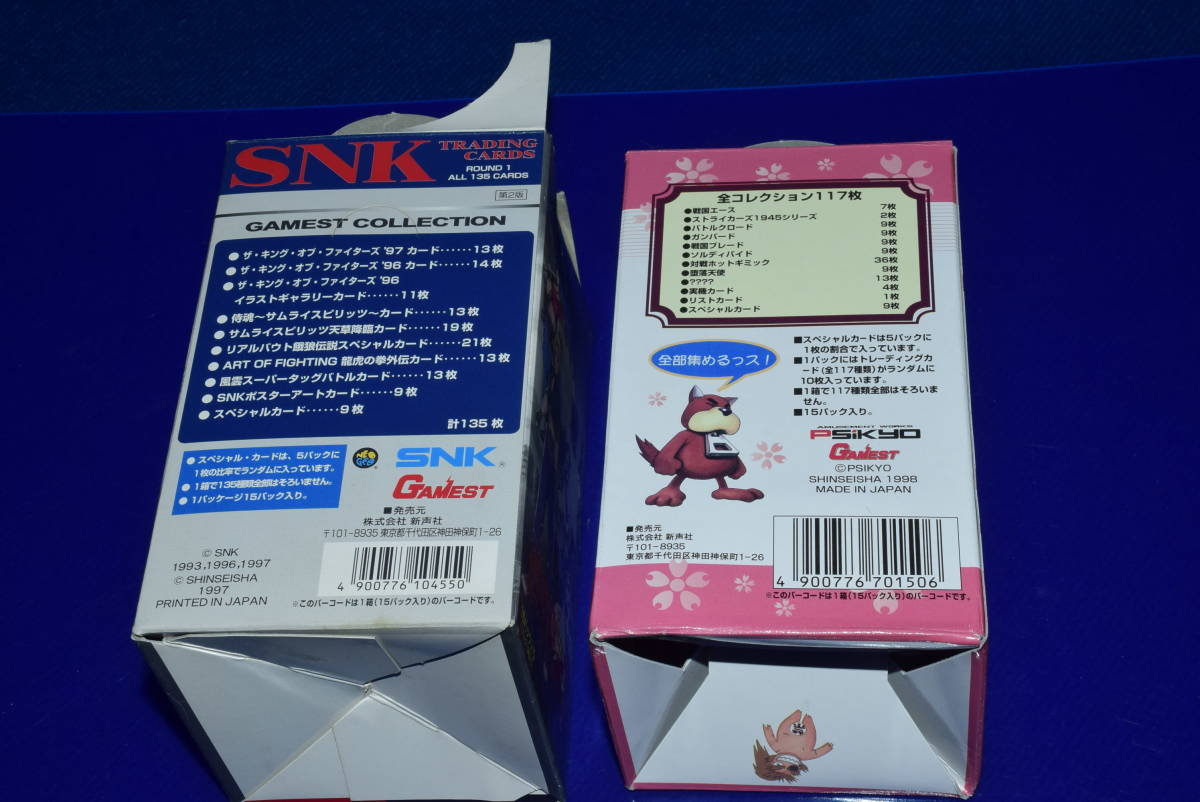 SNK
TRADING
CARDS
ROUND 1
ALL 135 CARDS
第2版
GAMEST COLLECTION
●ザ・キング・オブ・ファイターズ '97 カード……13枚
●ザ・キング・オブ・ファイターズ '96 カード……14枚
●ザ・キング・オブ・ファイターズ '96
イラストギャラリーカード……11枚
●侍魂〜サムライスピリッツ〜カード……13枚
●サムライスピリッツ天草降臨カード……19枚
●リアルバウト餓狼伝説スペシャルカード……21枚
●ART OF FIGHTING 龍虎の拳外伝カード……13枚
●風雲スーパータッグバトルカード……13枚
●SNKポスターアートカード……9枚
●スペシャルカード……9枚
計135枚
●スペシャル・カードは、5パックに
1枚の比率でランダムに入っています。
●1箱で135種類全部はそろいません。
●1パッケージ15パック入り。
NEO GEO
SNK®
GAMEST
■発売元
株式会社 新声社
〒101-8935 東京都千代田区神田神保町1-26
© SNK
1993,1996,1997
© SHINSEISHA
1997
PRINTED IN JAPAN
4 900776 104550
※このバーコードは1箱(15パック入り)のバーコードです。
全コレクション117枚
●戦国エース 7枚
●ストライカーズ1945シリーズ 2枚
●バトルクロード 9枚
●ガンバード 9枚
●戦国ブレード 9枚
●ソルディバイド 9枚
●対戦ホットギミック 36枚
●堕落天使 9枚
●???? 13枚
●実機カード 4枚
●リストカード 1枚
●スペシャルカード 9枚
全部集めるっス!
■スペシャルカードは5パックに
1枚の割合で入っています。
■1パックにはトレーディングカ
ード(全117種類)がランダムに
10枚入っています。
■1箱で117種類全部はそろいま
せん。
■15パック入り。
AMUSEMENT WORKS
PSiKYO
GAMEST
©PSIKYO
SHINSEISHA 1998
MADE IN JAPAN
■発売元
株式会社 新声社
〒101-8935
東京都千代田区神田神保町1-26
4 900776 701506
※このバーコードは1箱(15パック入り)のバーコードです。